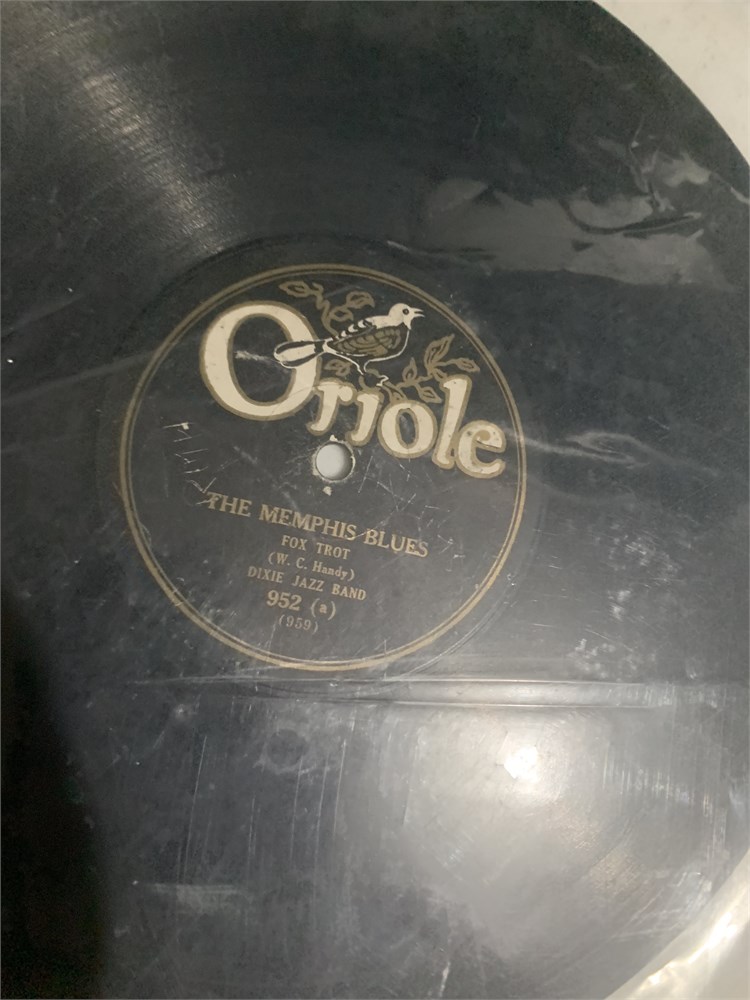 Oriole
THE MEMPHIS BLUES
FOX TROT
(W. C. Handy)
DIXIE JAZZ BAND
952 (a)
(959)